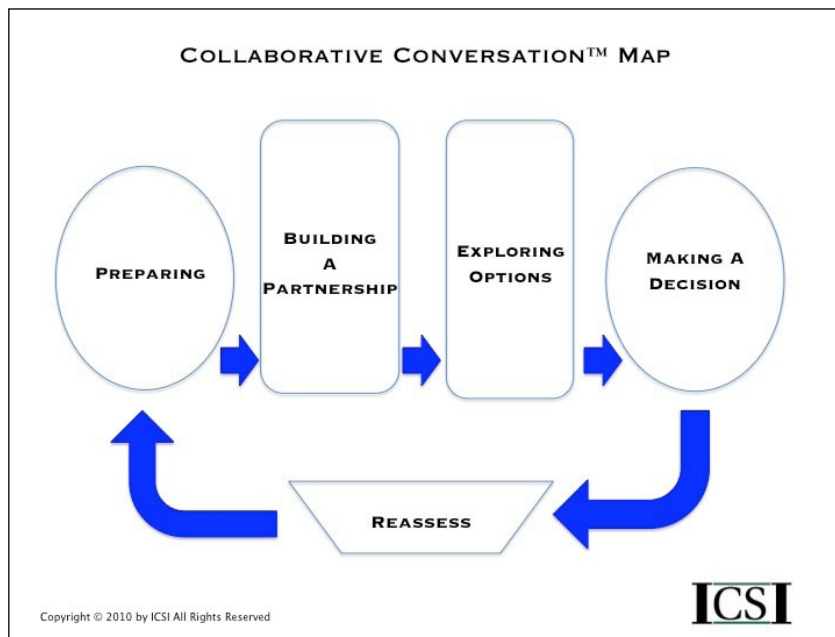 COLLABORATIVE CONVERSATION™ MAP
PREPARING
BUILDING
A
PARTNERSHIP
EXPLORING
OPTIONS
MAKING A
DECISION
REASSESS
Copyright © 2010 by ICSI All Rights Reserved
ICSI